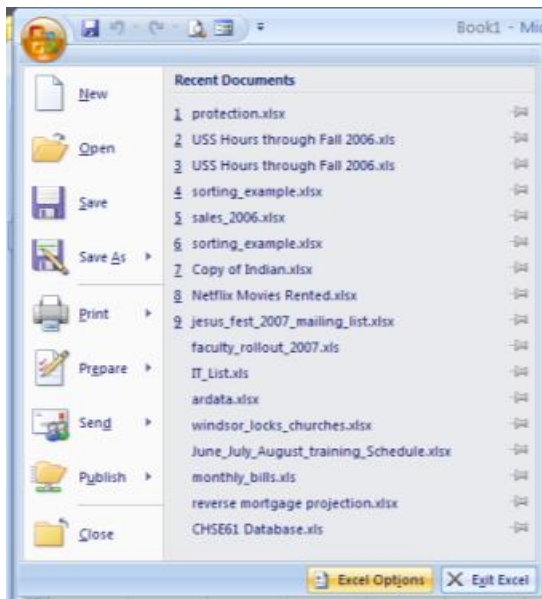 Book1 - Mic
New
Open
Save
Save As
Print
Prepare
Send
Publish
Close
Recent Documents
1 protection.xlsx
2 USS Hours through Fall 2006.xls
3 USS Hours through Fall 2006.xls
4 sorting_example.xlsx
5 sales_2006.xlsx
6 sorting_example.xlsx
7 Copy of Indian.xlsx
8 Netflix Movies Rented.xlsx
9 jesus_fest_2007_mailing_list.xlsx
faculty_rollout_2007.xls
IT_List.xls
ardata.xlsx
windsor_locks_churches.xlsx
June_July_August_training_Schedule.xlsx
monthly_bills.xls
reverse mortgage projection.xlsx
CHSE61 Database.xls
Excel Options
X Exit Excel